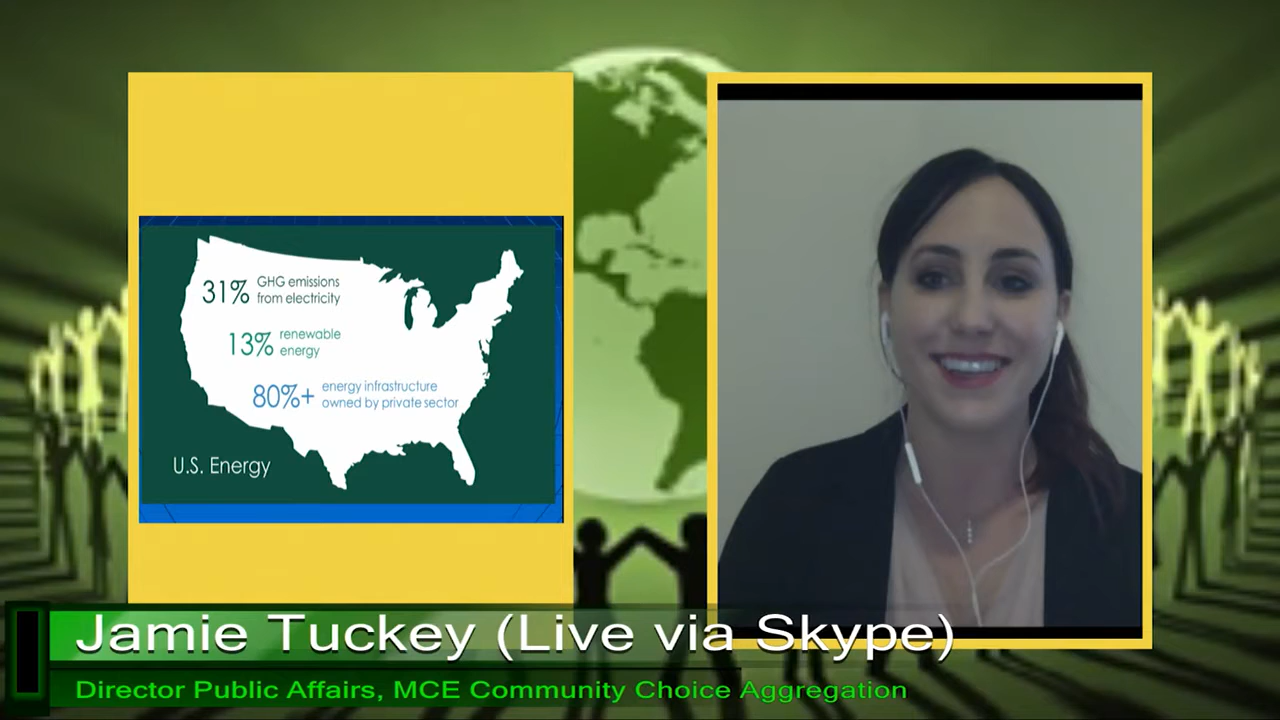 31% GHG emissions
from electricity
13% renewable
energy
80%+ energy infrastructure
owned by private sector
U.S. Energy
Jamie Tuckey (Live via Skype)
Director Public Affairs, MCE Community Choice Aggregation